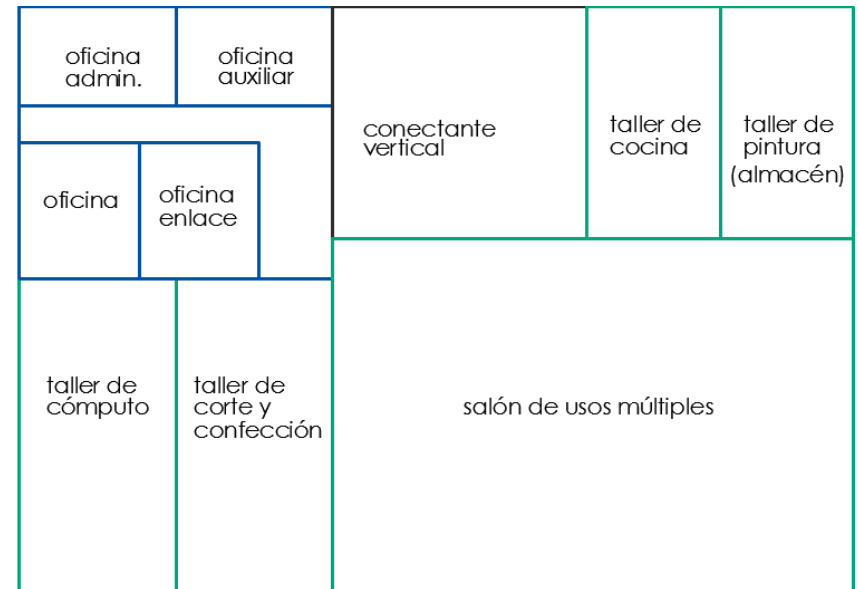 oficina
admin.
oficina
auxiliar
conectante
vertical
taller de
cocina
taller de
pintura
(almacén)
oficina
oficina
enlace
taller de
cómputo
taller de
corte y
confección
salón de usos múltiples